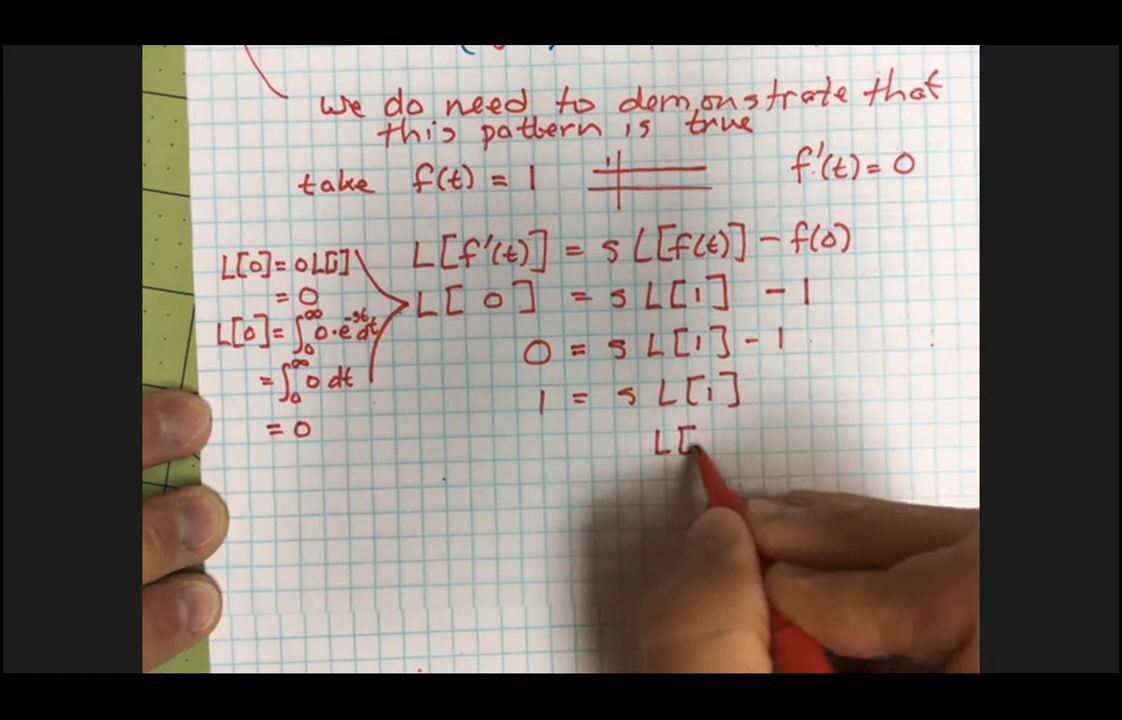 we do need to demonstrate that
this pattern is true
take f(t) = 1
f'(t) = 0
L[f'(t)] = s L[f(t)] - f(0)
L[0] = 0L[1]
= 0
L[0] = ∫₀^∞ 0·e^-st dt
= ∫₀^∞ 0 dt
= 0
L[ 0 ] = s L[1] - 1
0 = s L[1] - 1
1 = s L[1]
L[